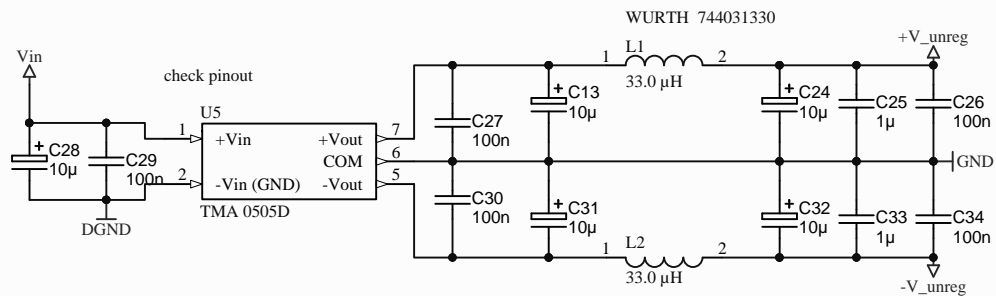 WURTH 744031330
+V_unreg
Vin
check pinout
1 L1 2
33.0 µH
U5
+ C28
10µ
C29
100n
1 +Vin
+Vout 7
COM 6
2 -Vin (GND)
-Vout 5
TMA 0505D
DGND
C27
100n
+ C13
10µ
+ C24
10µ
C25
1µ
C26
100n
GND
C30
100n
+ C31
10µ
+ C32
10µ
C33
1µ
C34
100n
1 L2 2
33.0 µH
-V_unreg